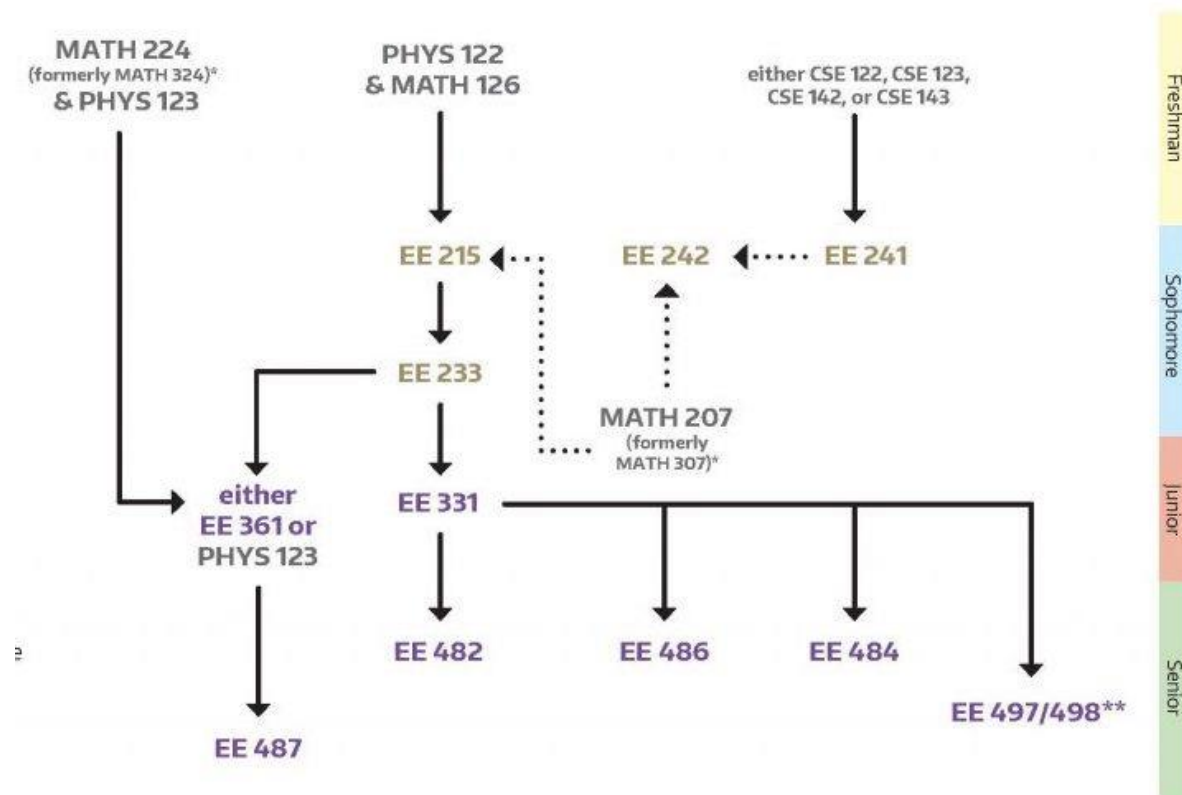 MATH 224
(formerly MATH 324)*
& PHYS 123
PHYS 122
& MATH 126
either CSE 122, CSE 123,
CSE 142, or CSE 143
Freshman
EE 215
EE 242
EE 241
Sophomore
EE 233
MATH 207
(formerly
MATH 307)*
either
EE 361 or
PHYS 123
EE 331
Junior
EE 482
EE 486
EE 484
EE 497/498**
EE 487
Senior